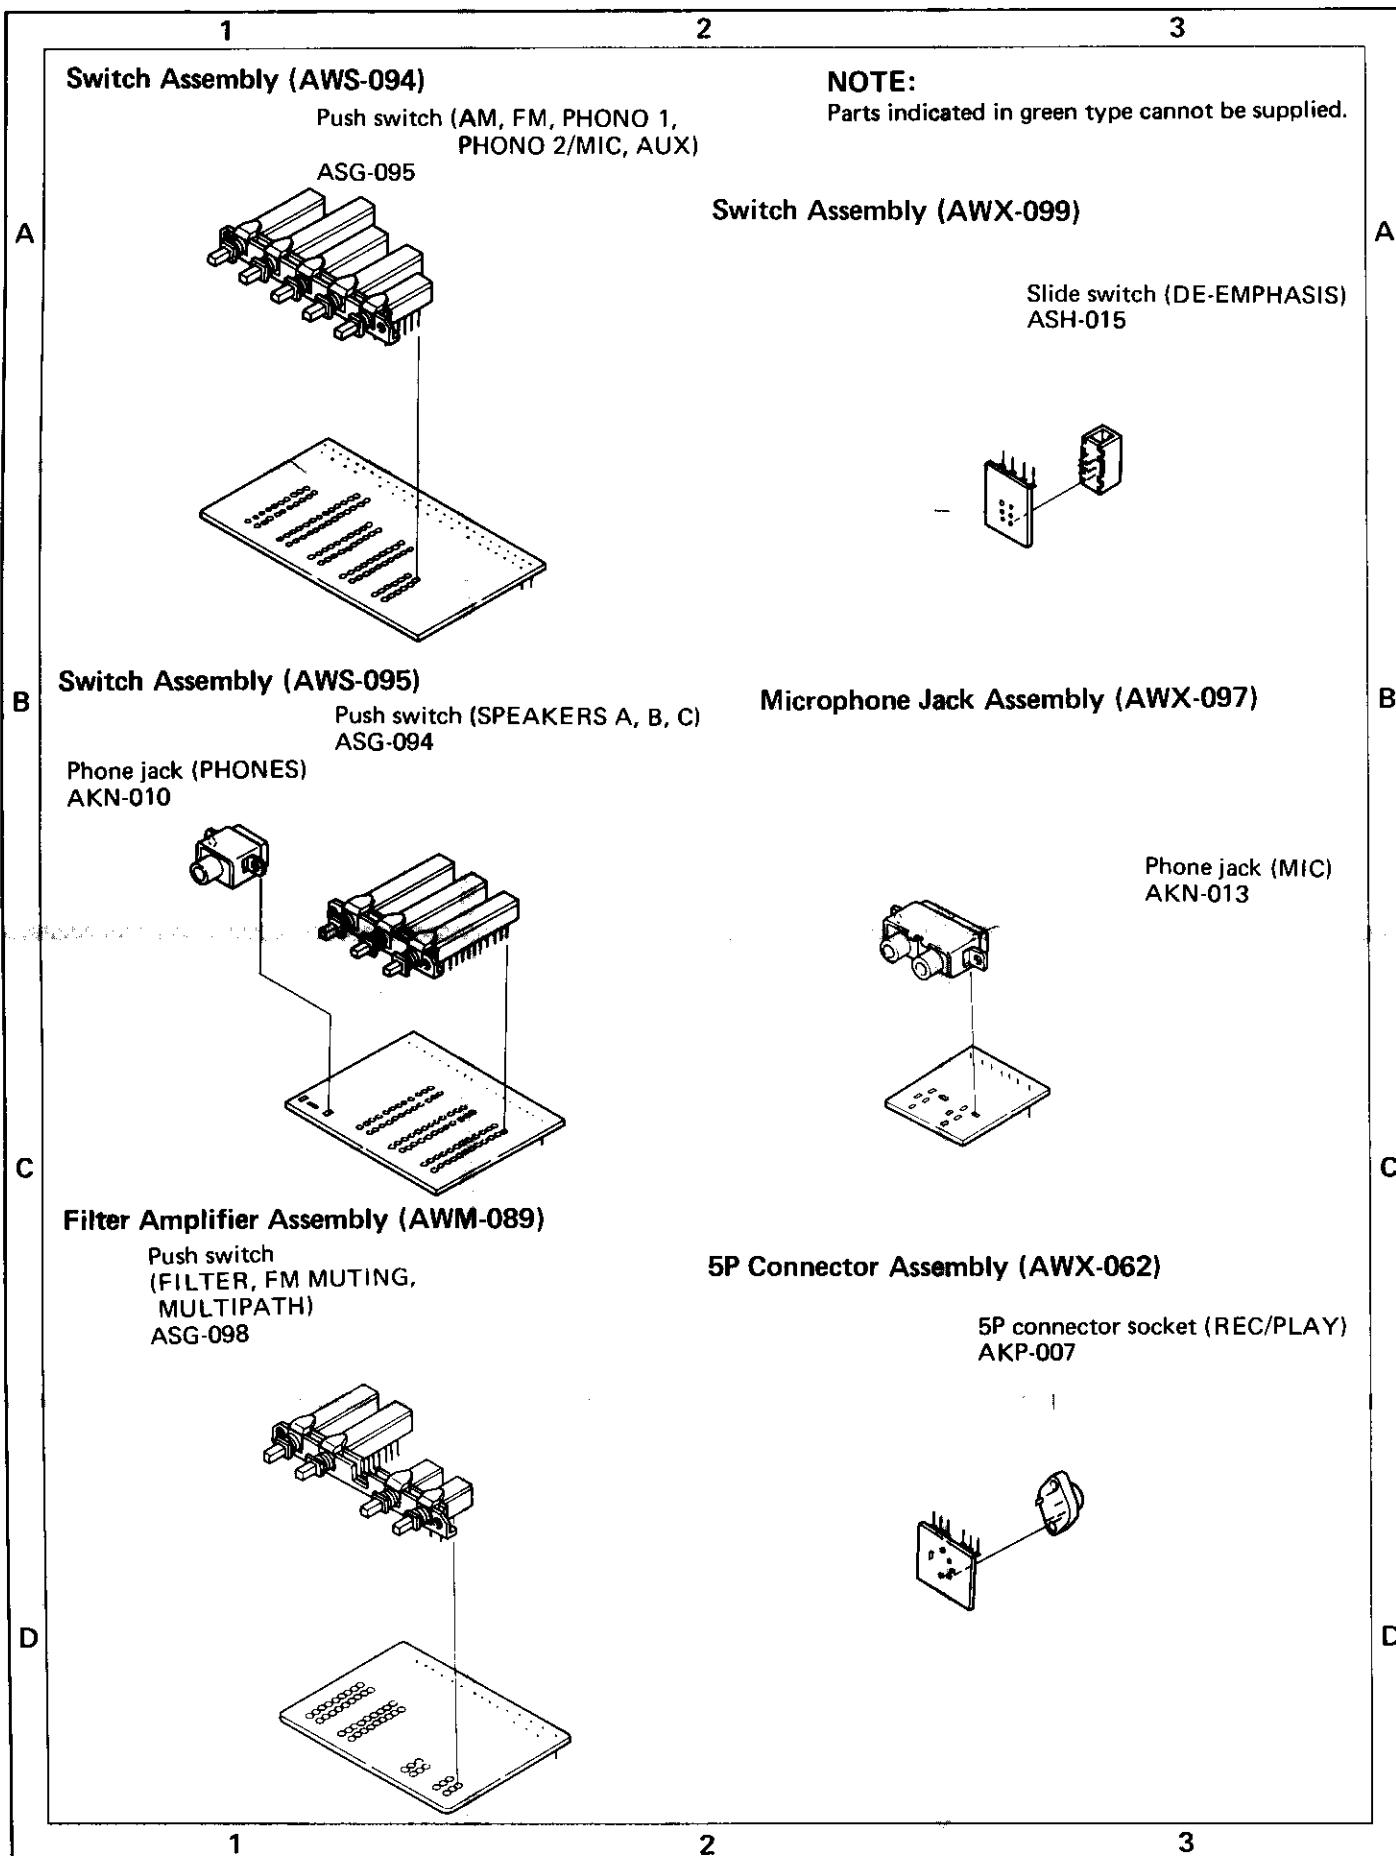 1 2 3
Switch Assembly (AWS-094)
Push switch (AM, FM, PHONO 1,
PHONO 2/MIC, AUX)
ASG-095
NOTE:
Parts indicated in green type cannot be supplied.
A
Switch Assembly (AWX-099)
A
Slide switch (DE-EMPHASIS)
ASH-015
B
Switch Assembly (AWS-095)
Push switch (SPEAKERS A, B, C)
ASG-094
Phone jack (PHONES)
AKN-010
Microphone Jack Assembly (AWX-097)
B
Phone jack (MIC)
AKN-013
C
C
Filter Amplifier Assembly (AWM-089)
Push switch
(FILTER, FM MUTING,
MULTIPATH)
ASG-098
5P Connector Assembly (AWX-062)
5P connector socket (REC/PLAY)
AKP-007
D
D
1 2 3